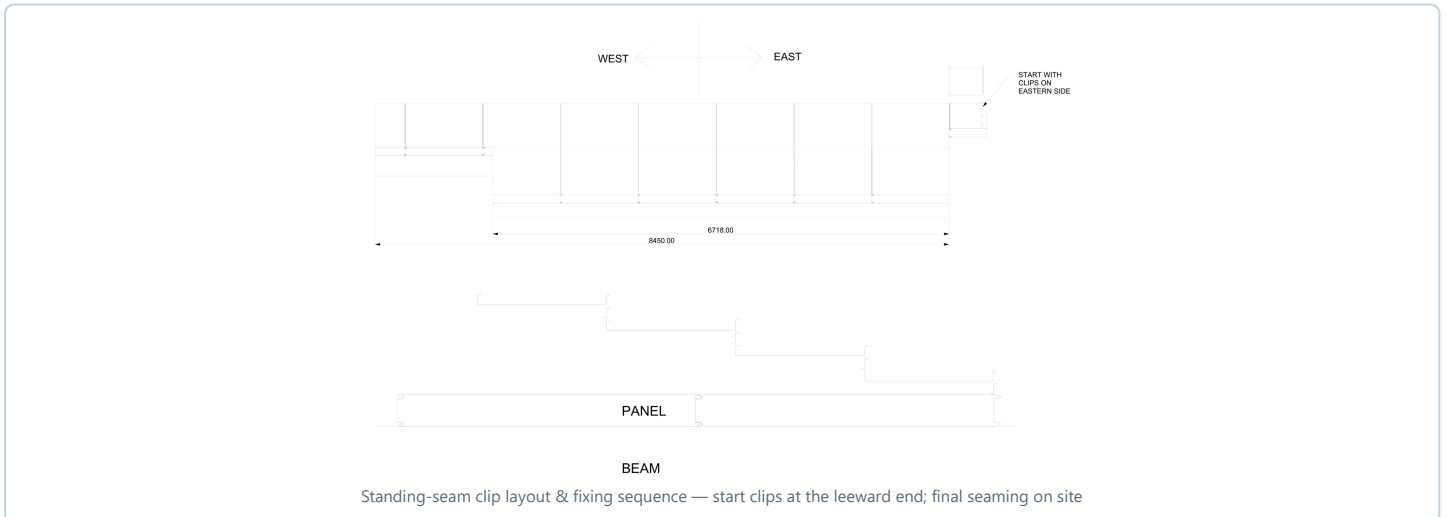 WEST
EAST
START WITH
CLIPS ON
EASTERN SIDE
6718.00
8450.00
PANEL
BEAM
Standing-seam clip layout & fixing sequence — start clips at the leeward end; final seaming on site